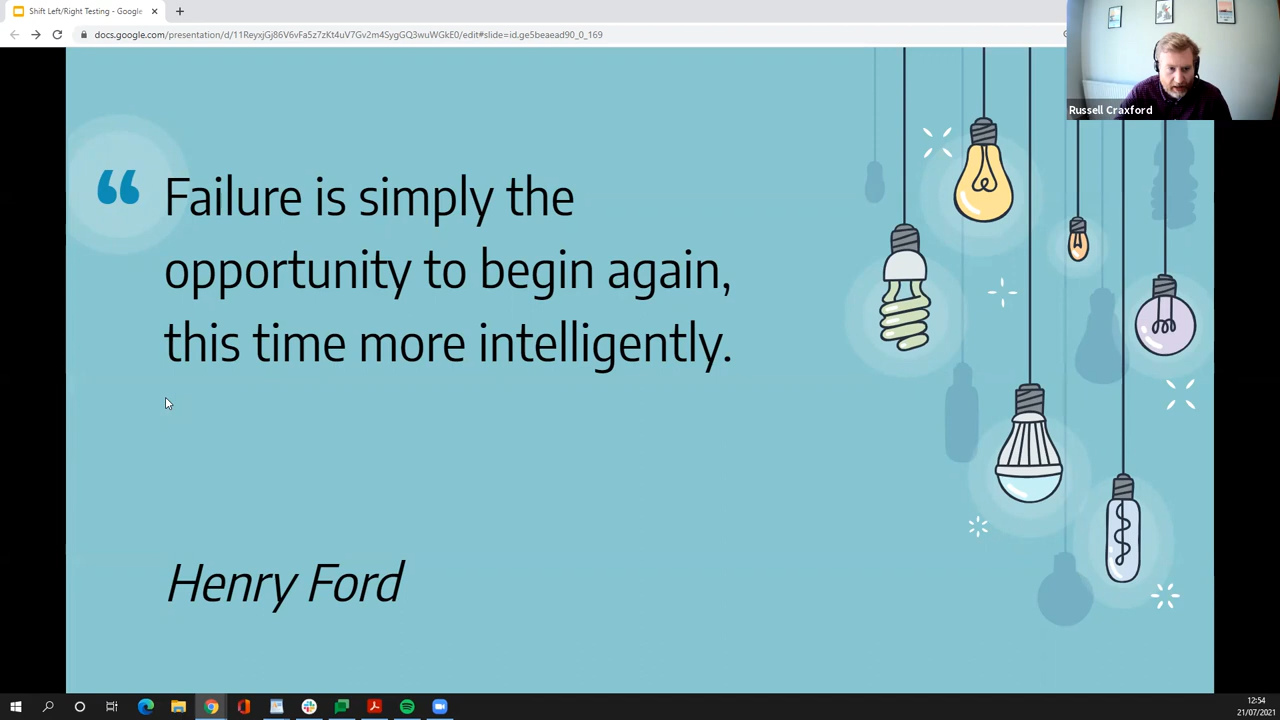 Shift Left/Right Testing - Google
docs.google.com/presentation/d/11ReyxjGj86V6vFa5z7zKt4uV7Gv2m4SygGQ3wuWGkE0/edit#slide=id.ge5beaead90_0_169
Russell Craxford
“ Failure is simply the
opportunity to begin again,
this time more intelligently.
Henry Ford
12:54
21/07/2021